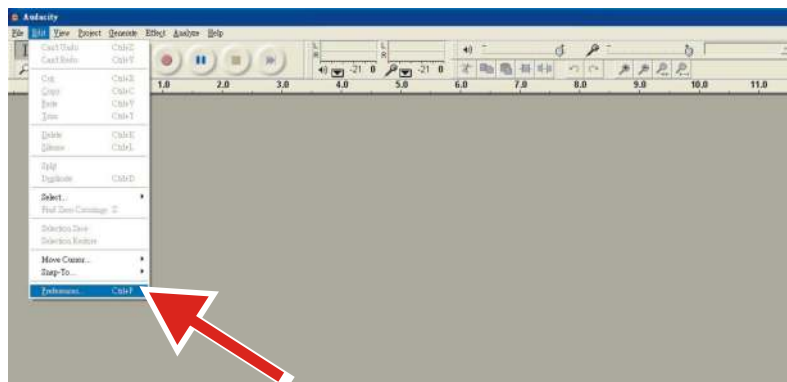 Audacity
File Edit View Project Generate Effect Analyze Help
Can't Undo Ctrl+Z
Can't Redo Ctrl+Y
Cut Ctrl+X
Copy Ctrl+C
Paste Ctrl+V
Trim Ctrl+T
Delete Ctrl+K
Silence Ctrl+L
Split
Duplicate Ctrl+D
Select...
Find Zero Crossings Z
Selection Save
Selection Restore
Move Cursor...
Snap-To...
Preferences... Ctrl+P
L
R
L
R
-21 0 -21 0
1.0 2.0 3.0 4.0 5.0 6.0 7.0 8.0 9.0 10.0 11.0